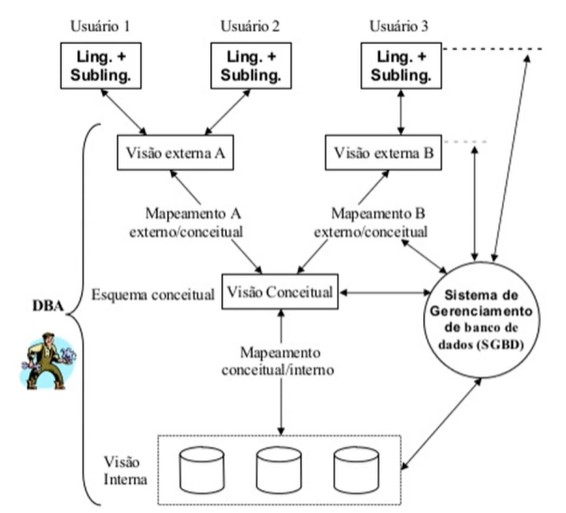 Usuário 1
Usuário 2
Usuário 3
Ling. +
Subling.
Ling. +
Subling.
Ling. +
Subling.
Visão externa A
Visão externa B
Mapeamento A
externo/conceitual
Mapeamento B
externo/conceitual
DBA
Esquema conceitual
Visão Conceitual
Sistema de
Gerenciamento
de banco de
dados (SGBD)
Mapeamento
conceitual/interno
Visão
Interna